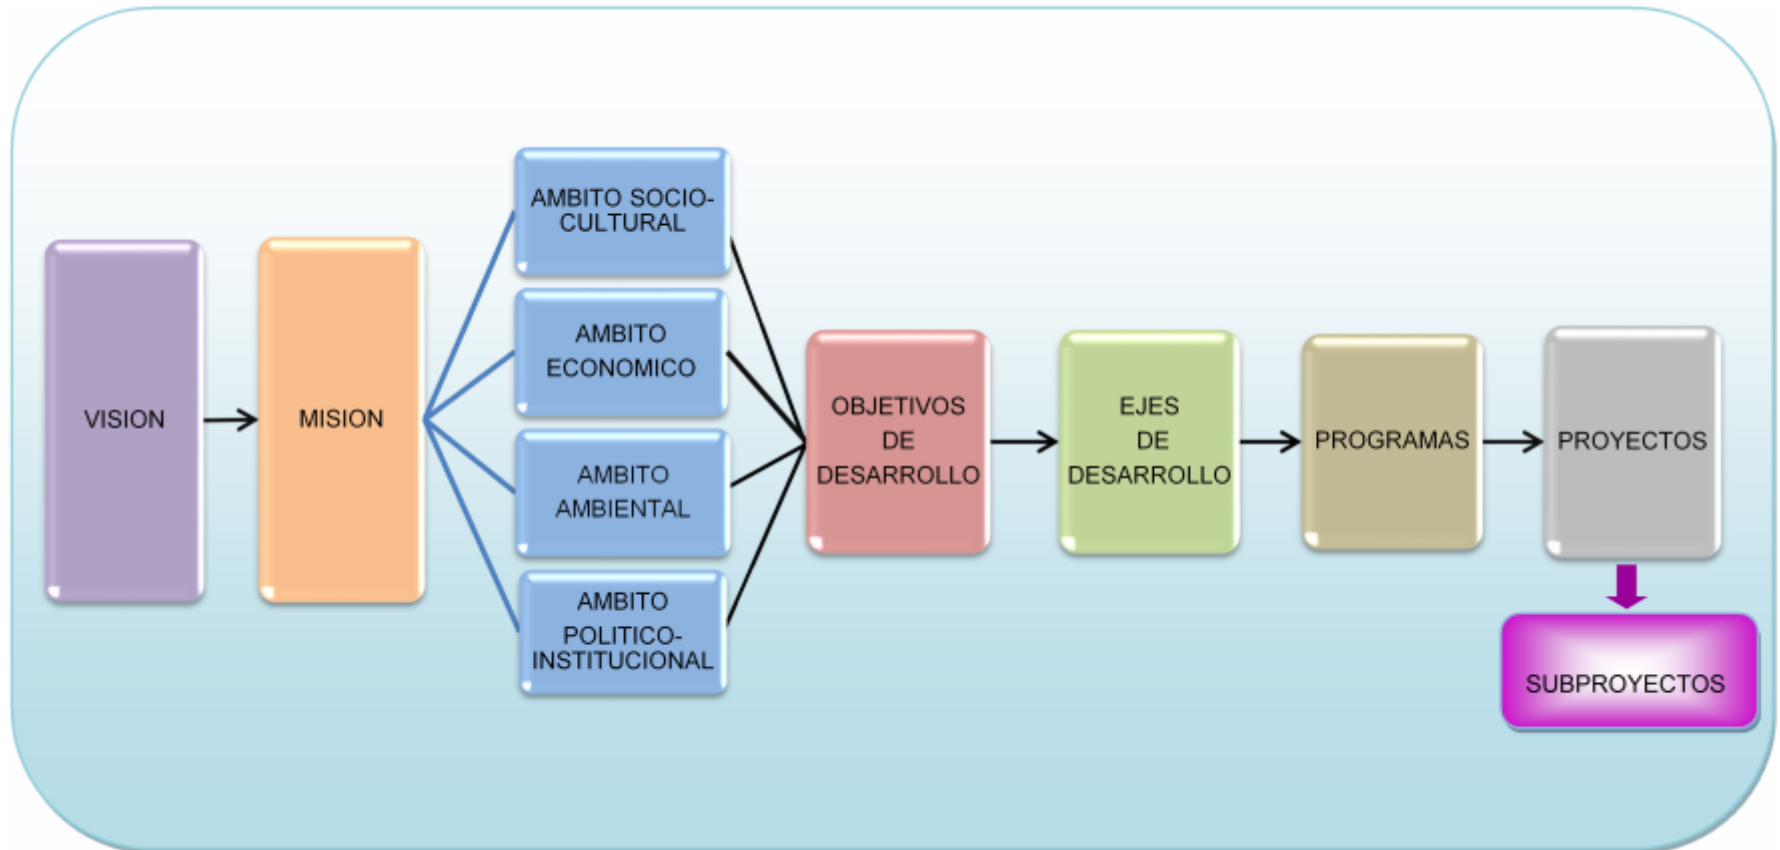 VISION
MISION
AMBITO SOCIO-
CULTURAL
AMBITO
ECONOMICO
AMBITO
AMBIENTAL
AMBITO
POLITICO-
INSTITUCIONAL
OBJETIVOS
DE
DESARROLLO
EJES
DE
DESARROLLO
PROGRAMAS
PROYECTOS
SUBPROYECTOS